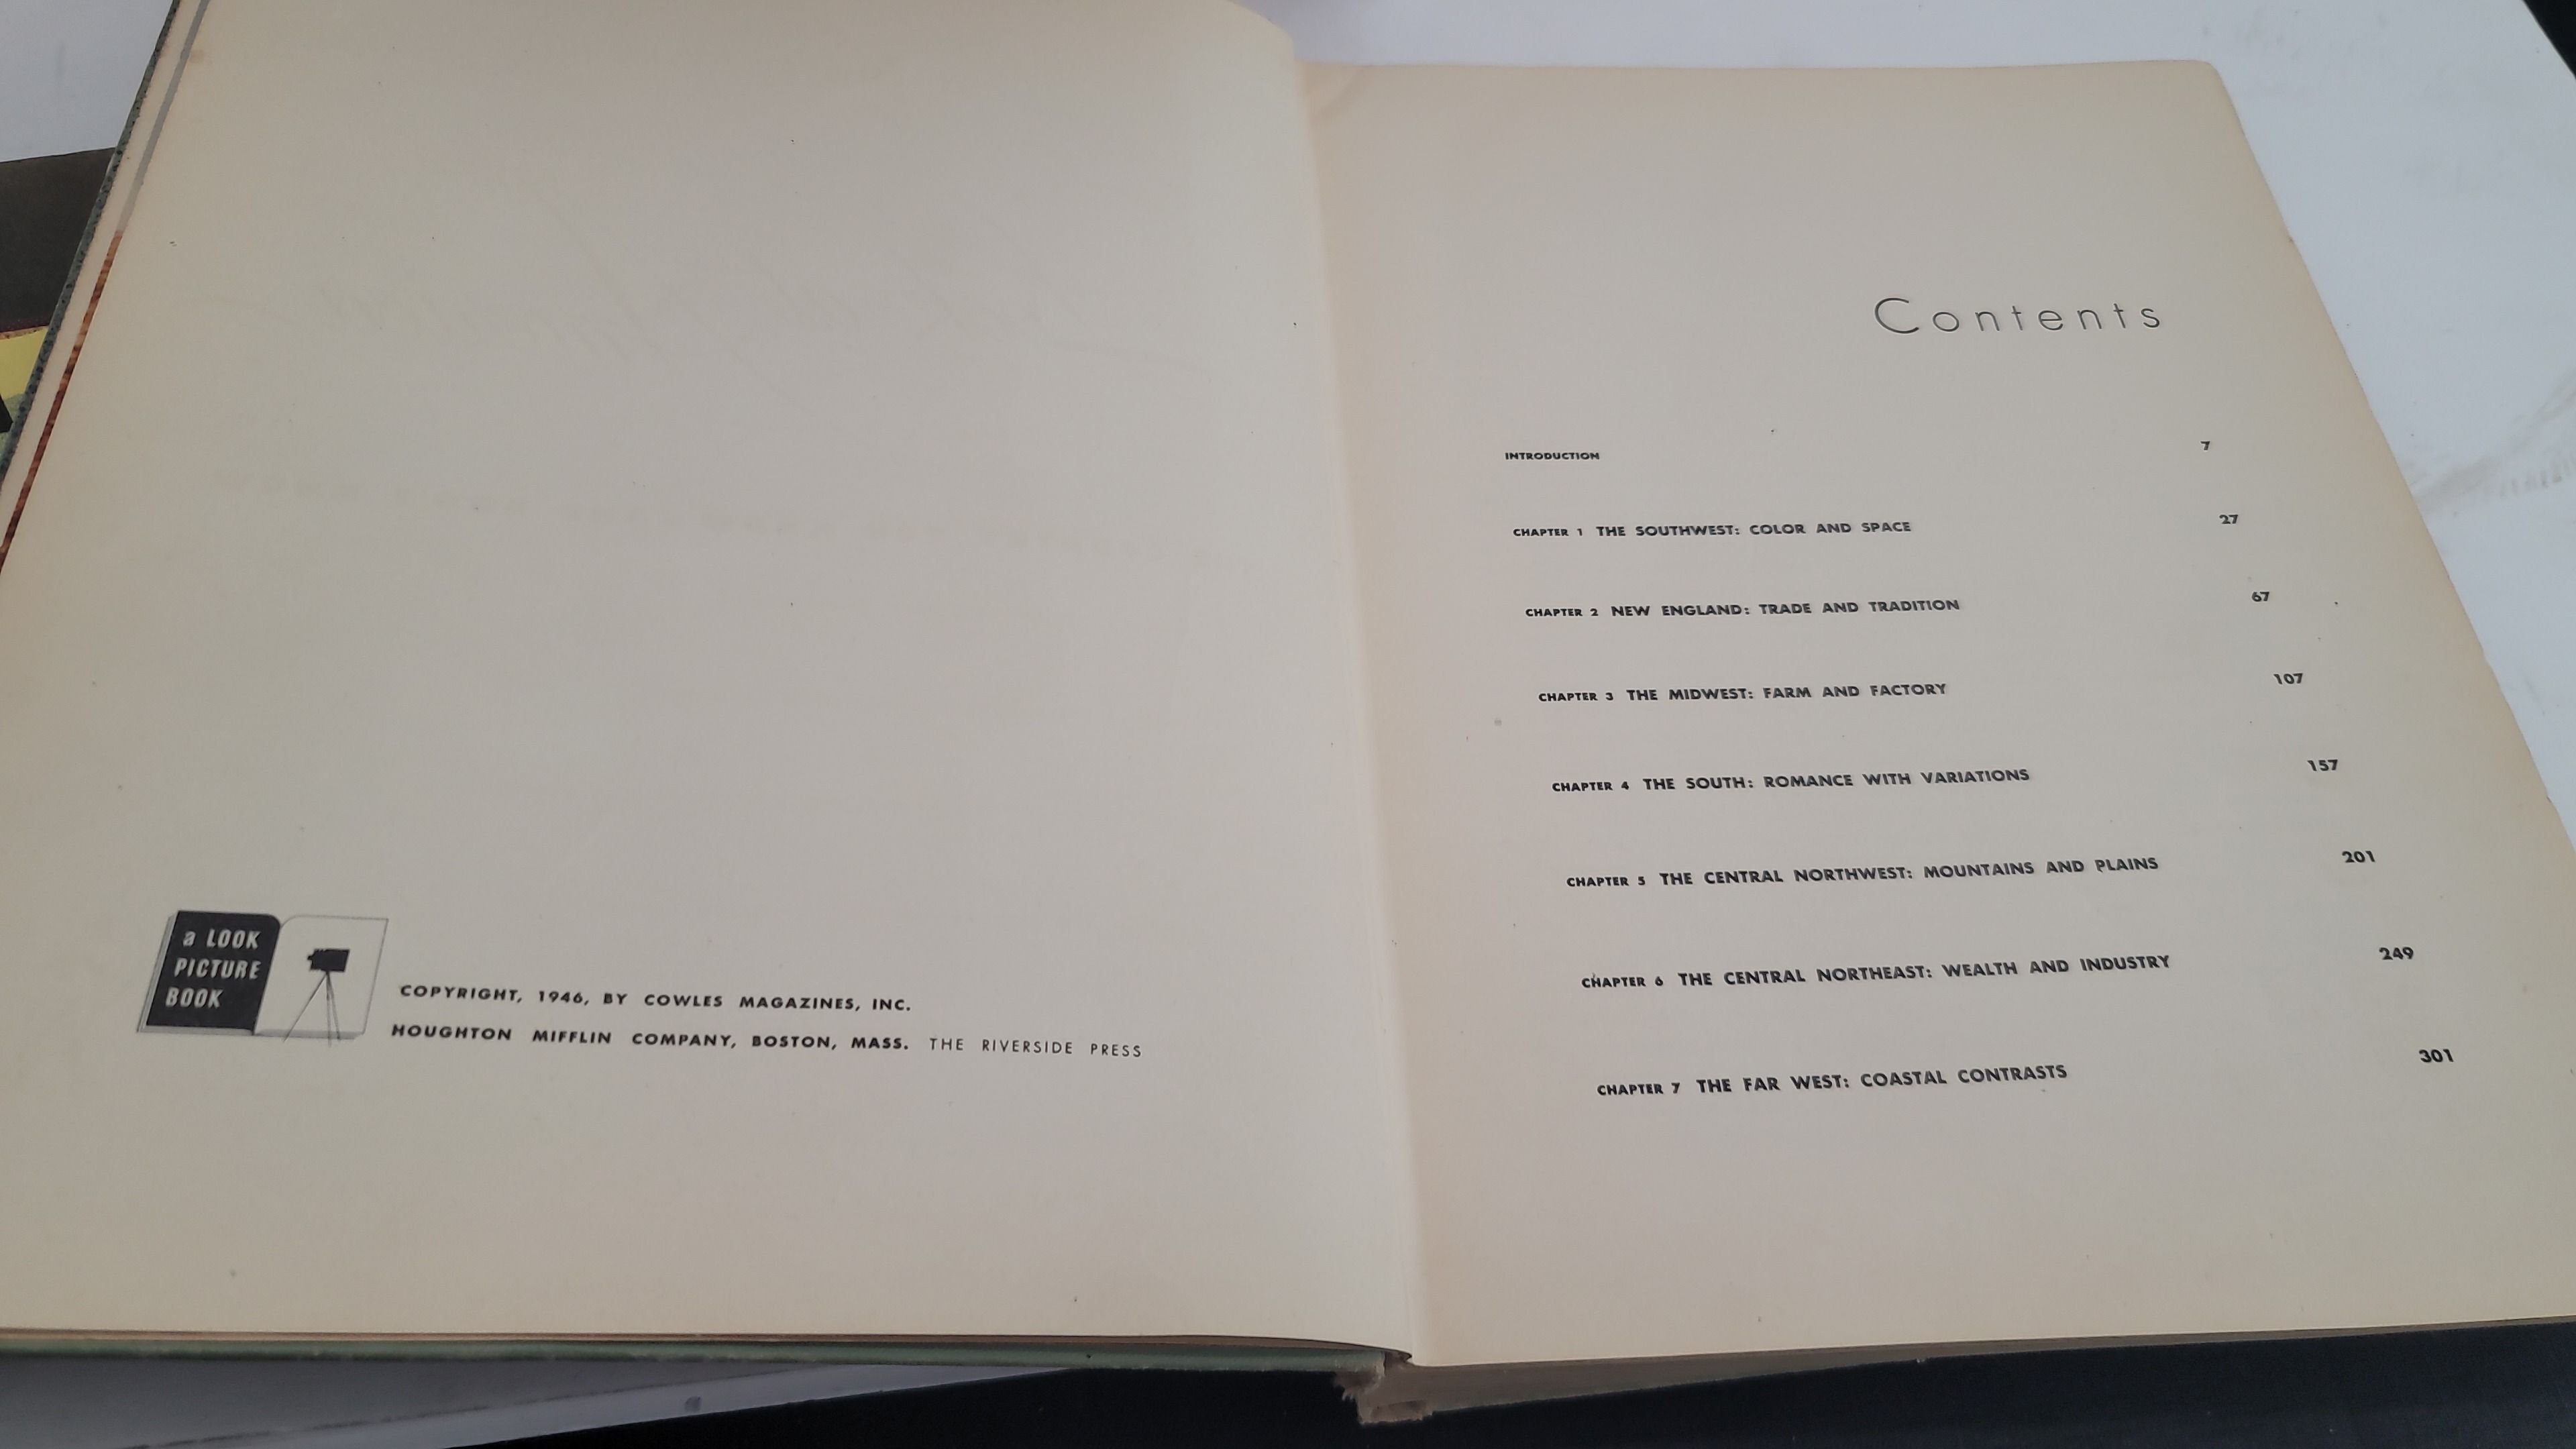 a LOOK
PICTURE
BOOK
COPYRIGHT, 1946, BY COWLES MAGAZINES, INC.
HOUGHTON MIFFLIN COMPANY, BOSTON, MASS. THE RIVERSIDE PRESS
Contents
INTRODUCTION 7
CHAPTER 1 THE SOUTHWEST: COLOR AND SPACE 27
CHAPTER 2 NEW ENGLAND: TRADE AND TRADITION 67
CHAPTER 3 THE MIDWEST: FARM AND FACTORY 107
CHAPTER 4 THE SOUTH: ROMANCE WITH VARIATIONS 157
CHAPTER 5 THE CENTRAL NORTHWEST: MOUNTAINS AND PLAINS 201
CHAPTER 6 THE CENTRAL NORTHEAST: WEALTH AND INDUSTRY 249
CHAPTER 7 THE FAR WEST: COASTAL CONTRASTS 301